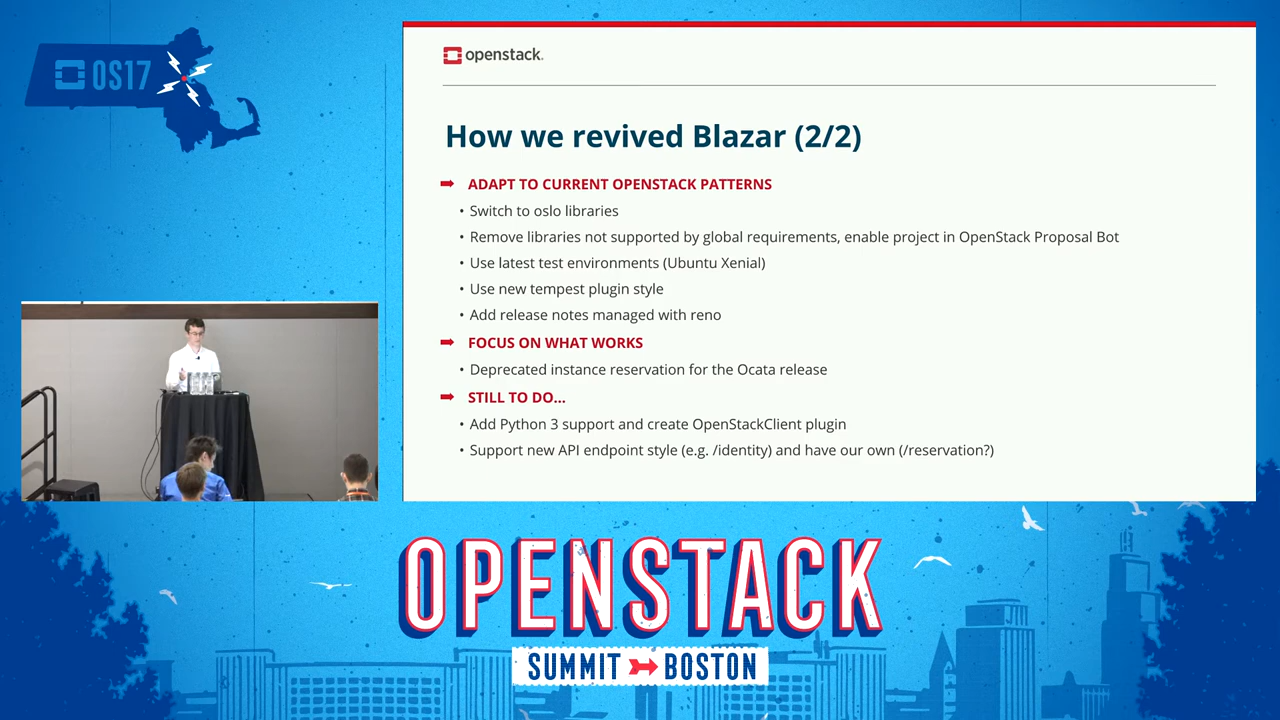 OS17
openstack.
How we revived Blazar (2/2)
ADAPT TO CURRENT OPENSTACK PATTERNS
• Switch to oslo libraries
• Remove libraries not supported by global requirements, enable project in OpenStack Proposal Bot
• Use latest test environments (Ubuntu Xenial)
• Use new tempest plugin style
• Add release notes managed with reno
FOCUS ON WHAT WORKS
• Deprecated instance reservation for the Ocata release
STILL TO DO...
• Add Python 3 support and create OpenStackClient plugin
• Support new API endpoint style (e.g. /identity) and have our own (/reservation?)
OPENSTACK
SUMMIT BOSTON